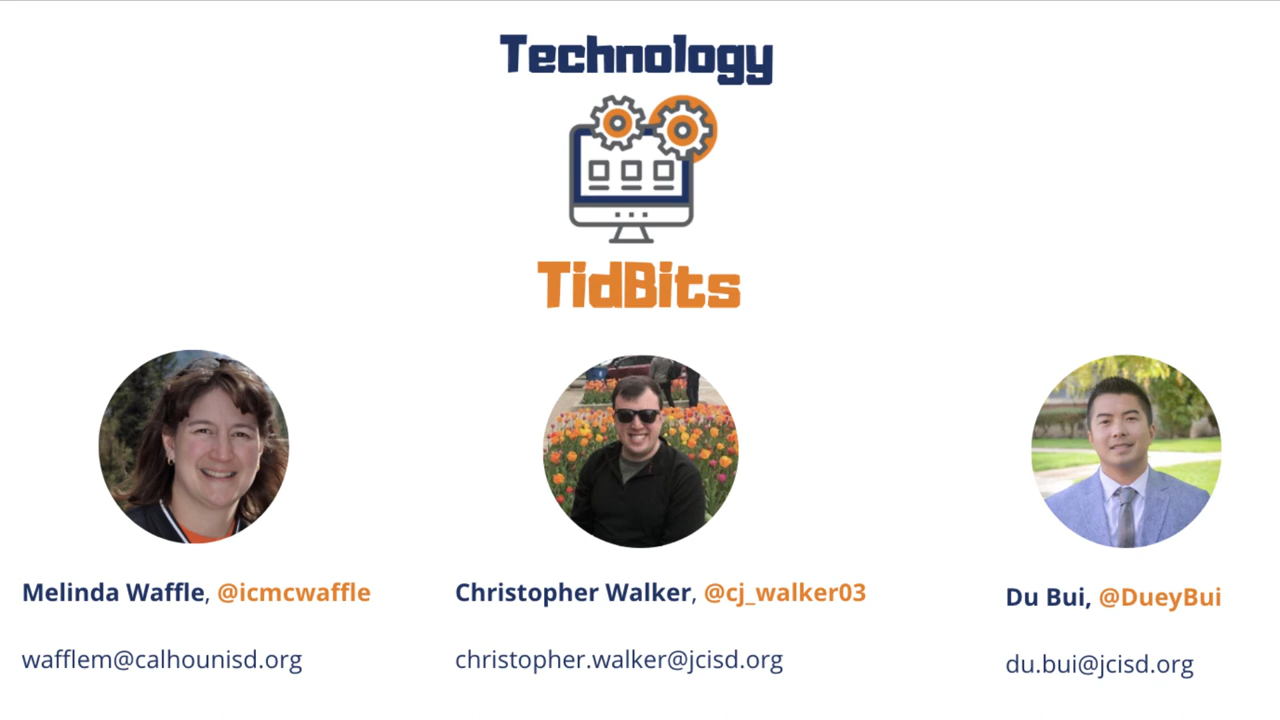 Technology
TidBits
Melinda Waffle, @icmcwaffle
wafflem@calhounisd.org
Christopher Walker, @cj_walker03
christopher.walker@jcisd.org
Du Bui, @DueyBui
du.bui@jcisd.org